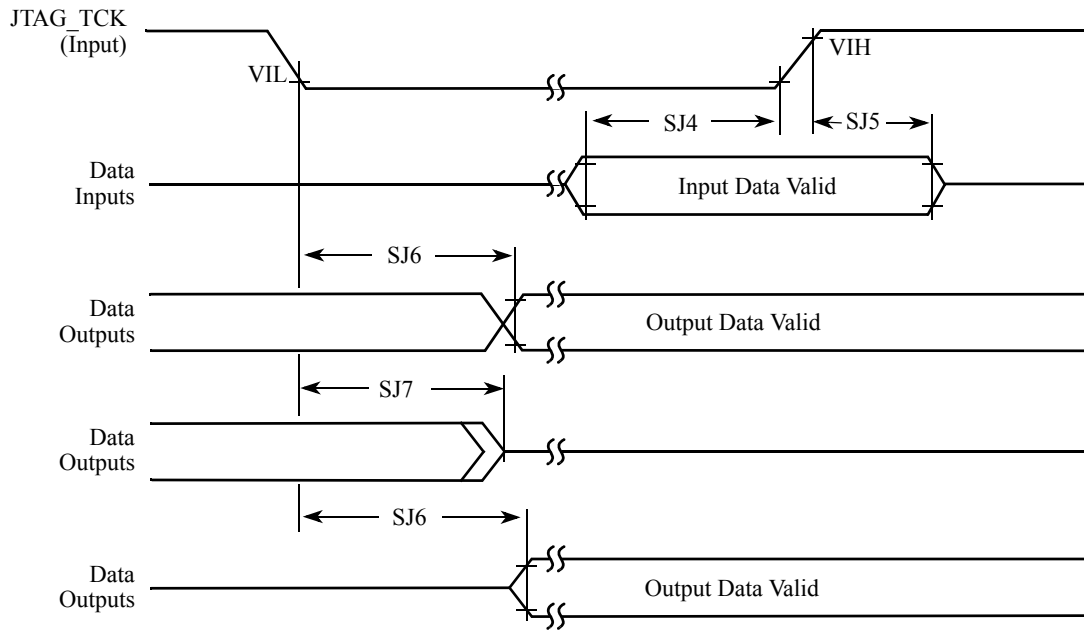 JTAG_TCK
(Input)
VIL
VIH
SJ4
SJ5
Data
Inputs
Input Data Valid
SJ6
Data
Outputs
Output Data Valid
SJ7
Data
Outputs
SJ6
Data
Outputs
Output Data Valid